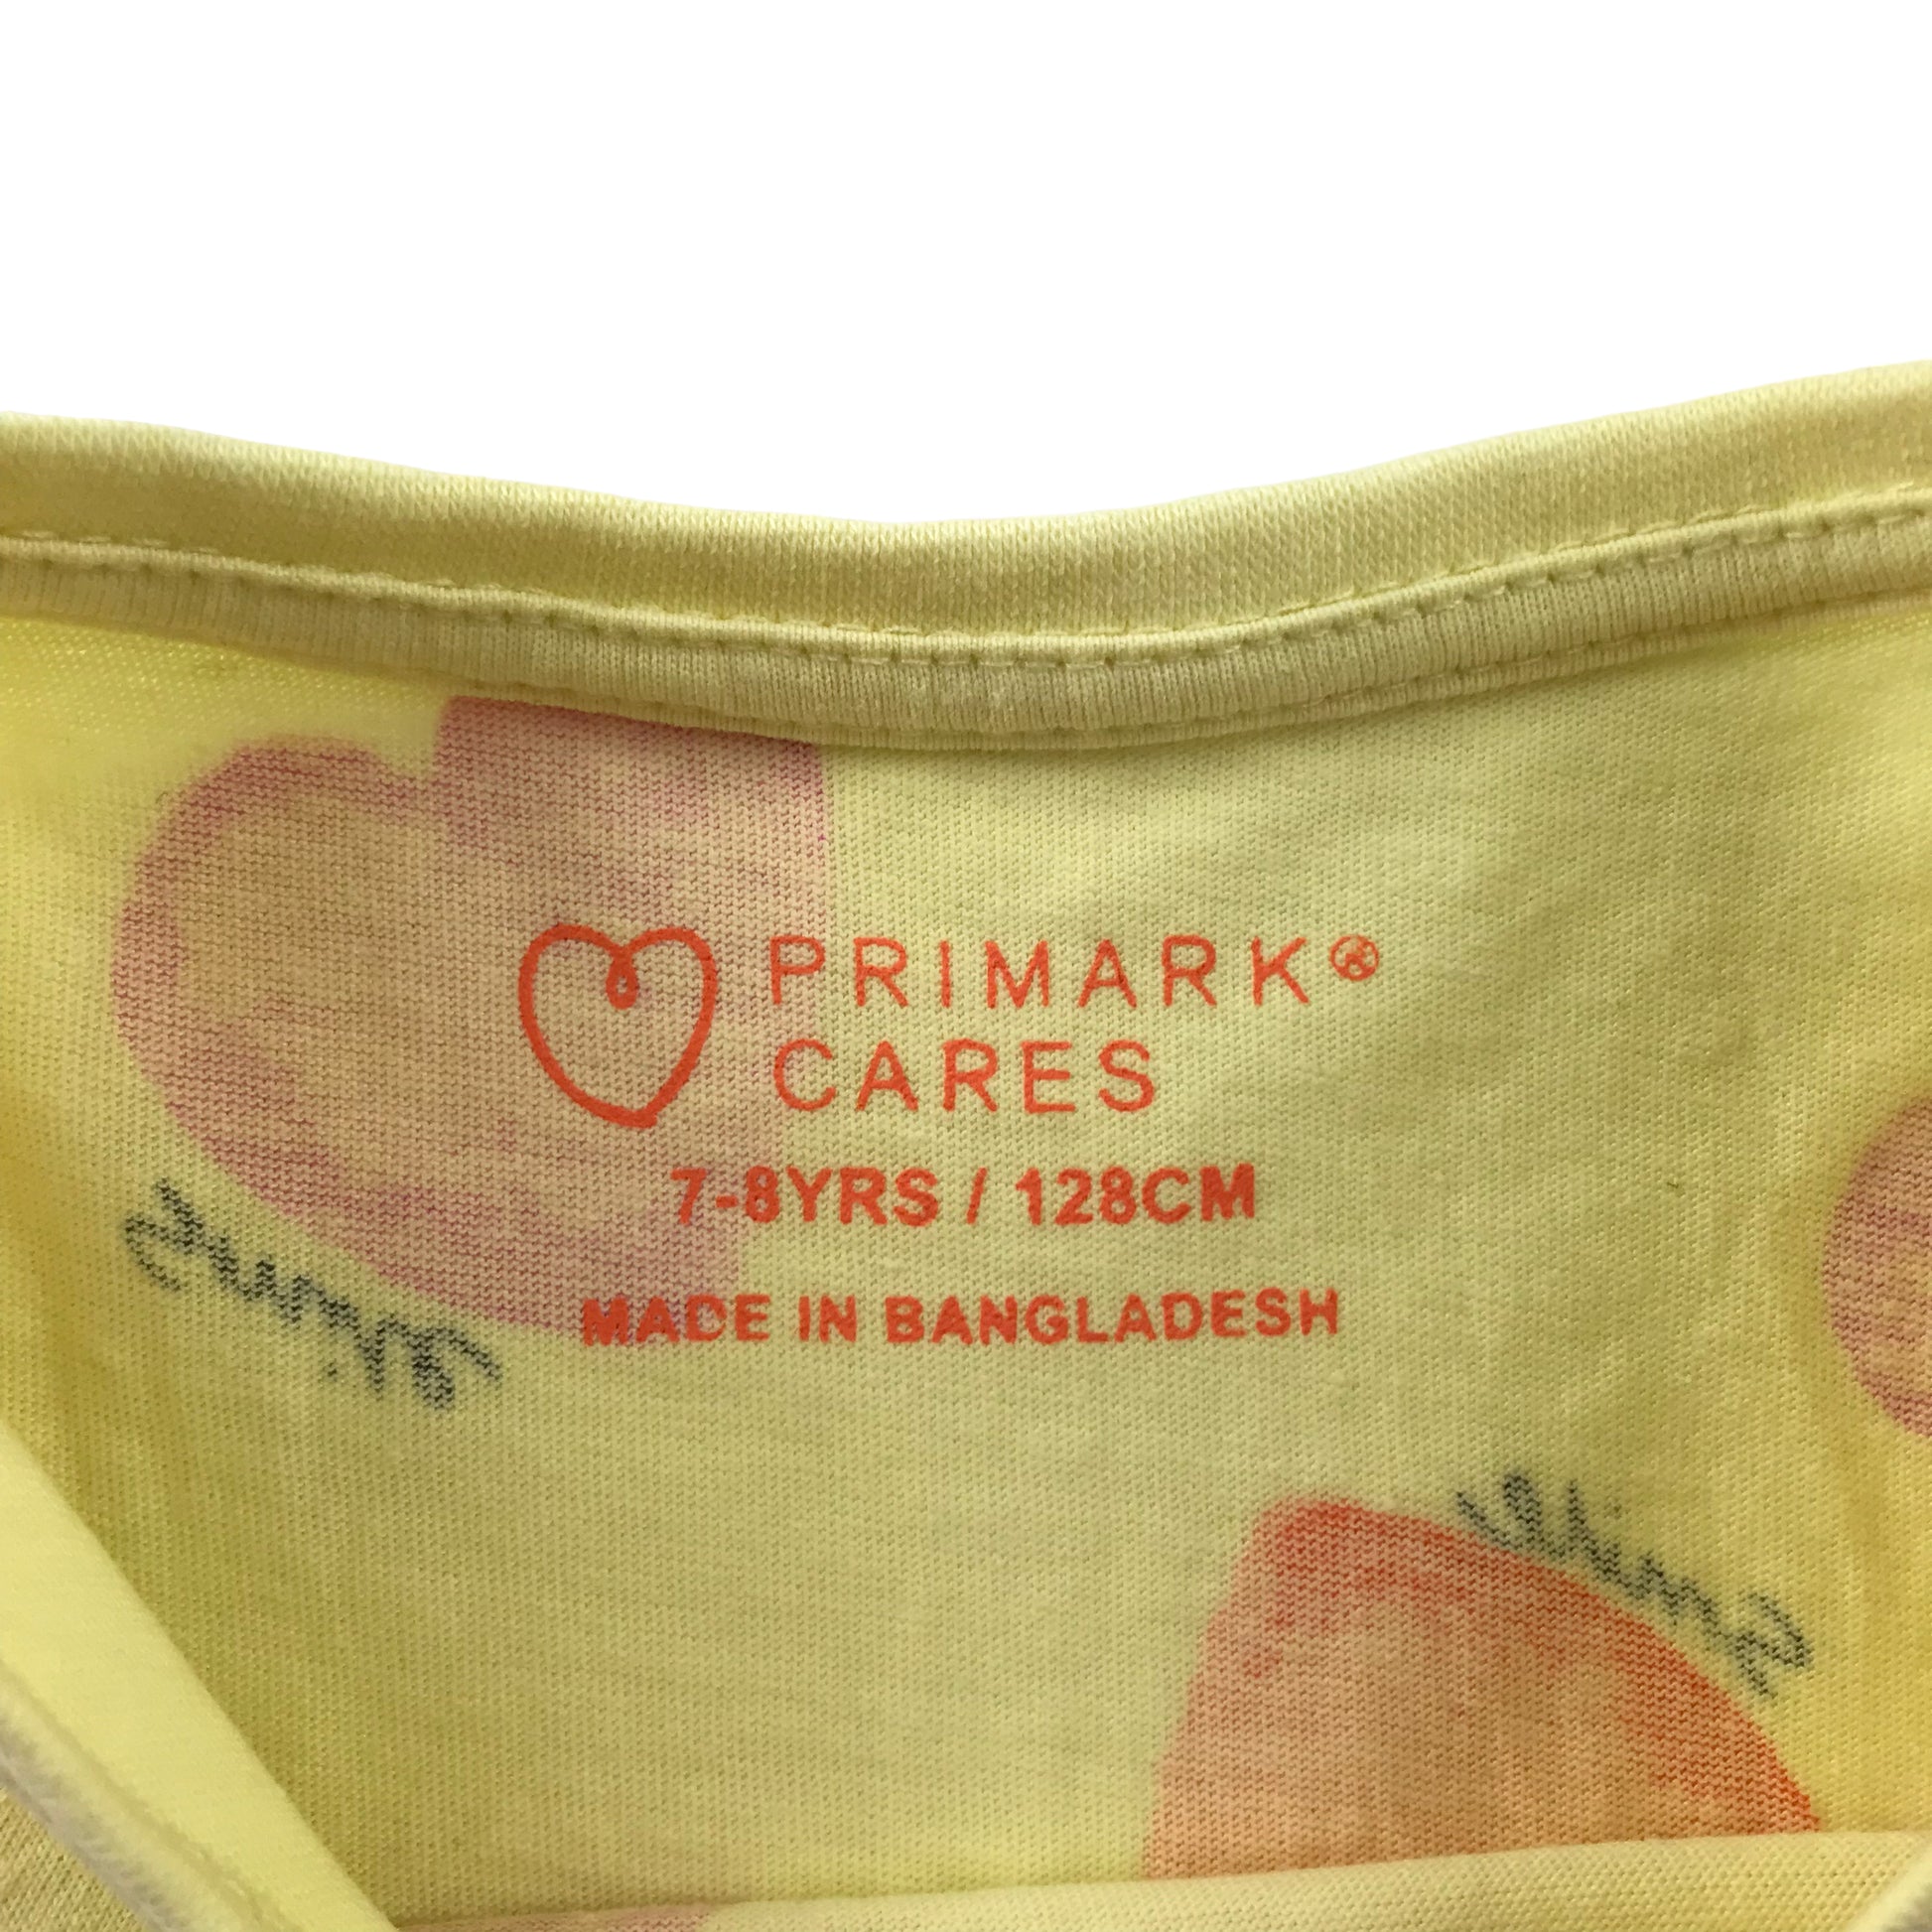 PRIMARK®
CARES
7-8YRS / 128CM
MADE IN BANGLADESH